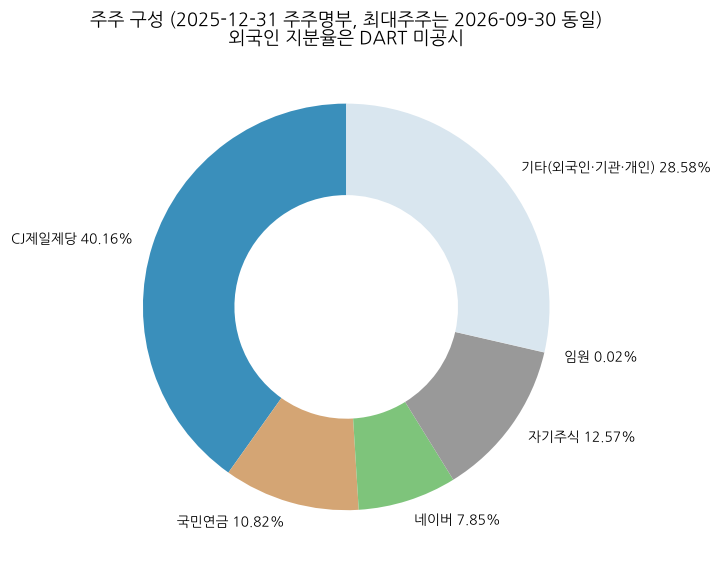 주주 구성 (2025-12-31 주주명부, 최대주주는 2026-09-30 동일)
외국인 지분율은 DART 미공시
기타(외국인·기관·개인) 28.58%
CJ제일제당 40.16%
임원 0.02%
자기주식 12.57%
네이버 7.85%
국민연금 10.82%